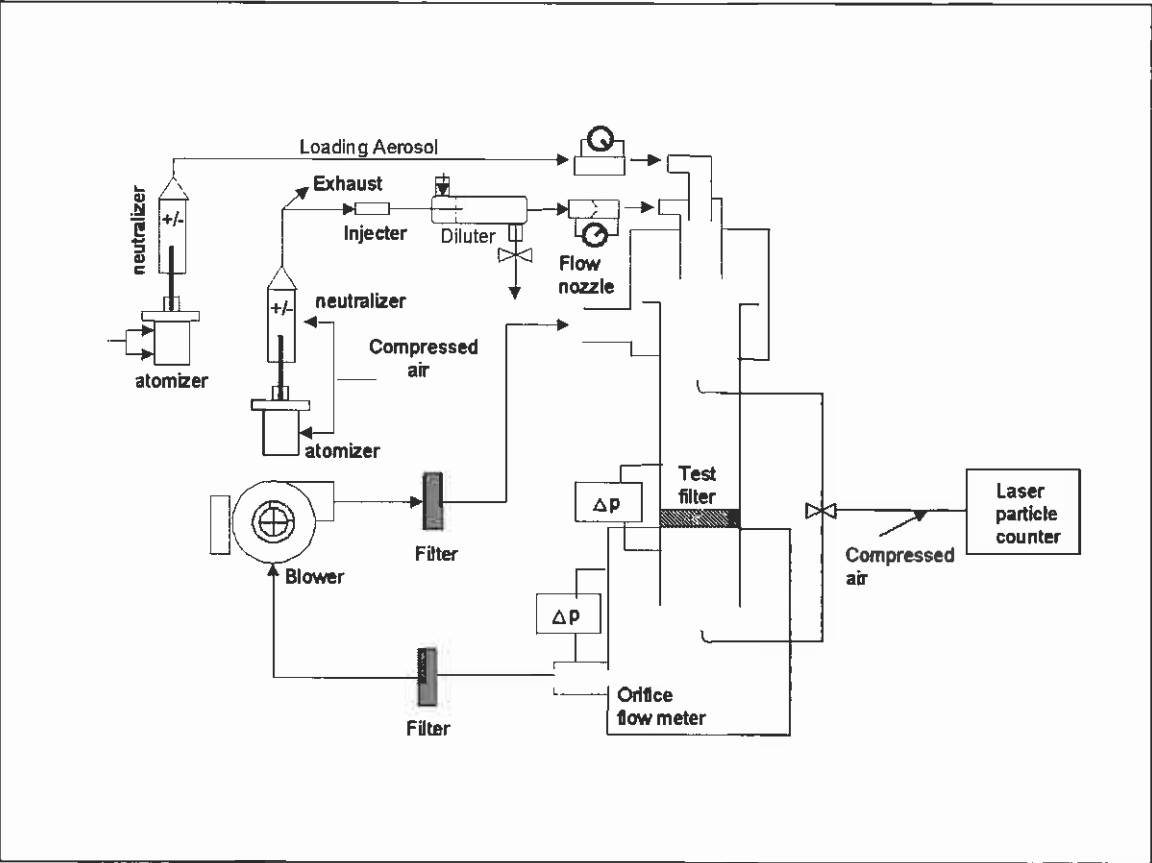 Loading Aerosol
Exhaust
neutralizer
+/-
Injecter
Diluter
Flow
nozzle
+/-
neutralizer
Compressed
air
atomizer
atomizer
Test
filter
Δp
Laser
particle
counter
Filter
Compressed
air
Blower
Δp
Orifice
flow meter
Filter